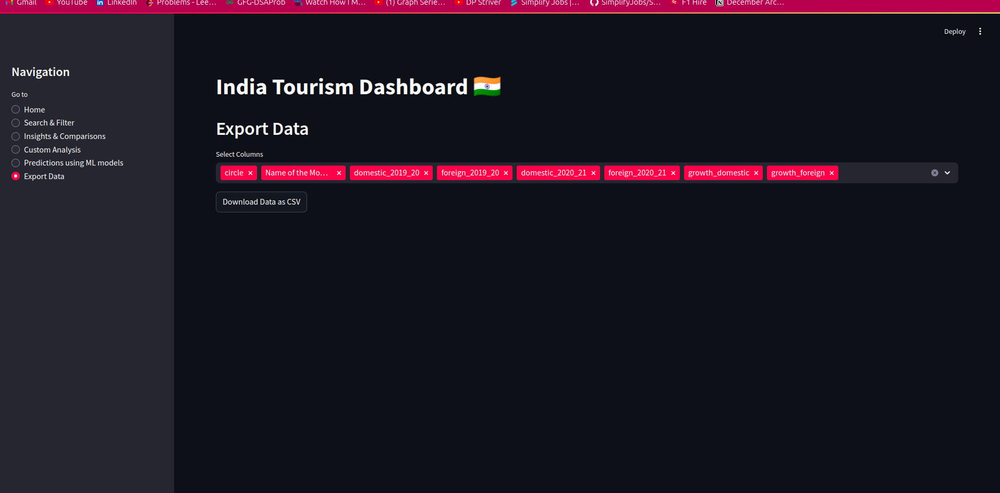 Gmail YouTube LinkedIn Problems - Lee... GFG-DSAProb Watch How I M... (1) Graph Serie... DP Striver Simplify Jobs |... SimplifyJobs/S... F1 Hire December Arc...
Deploy
Navigation
Go to
Home
Search & Filter
Insights & Comparisons
Custom Analysis
Predictions using ML models
Export Data
India Tourism Dashboard
Export Data
Select Columns
circle Name of the Mo... domestic_2019_20 foreign_2019_20 domestic_2020_21 foreign_2020_21 growth_domestic growth_foreign
Download Data as CSV